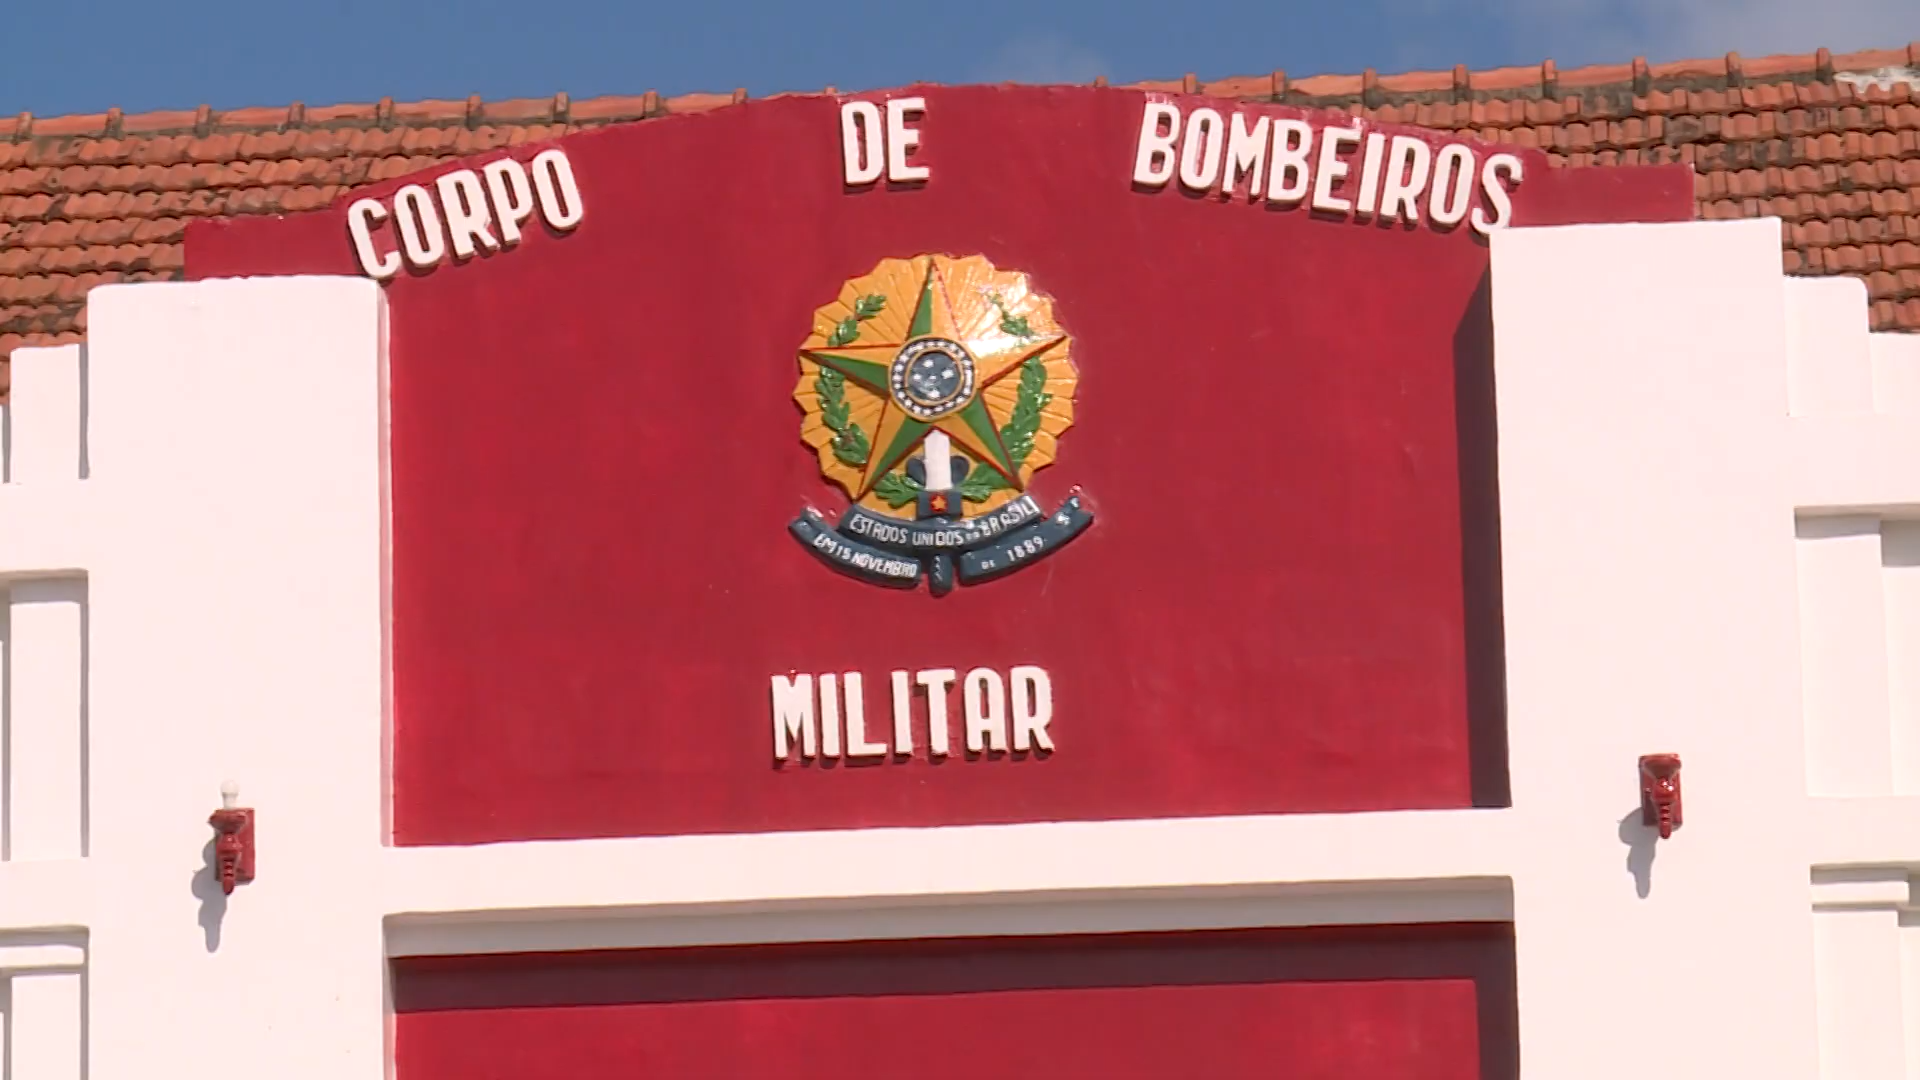 CORPO DE BOMBEIROS
ESTADOS UNIDOS DO BRASIL
EM 15 NOVEMBRO DE 1889
MILITAR